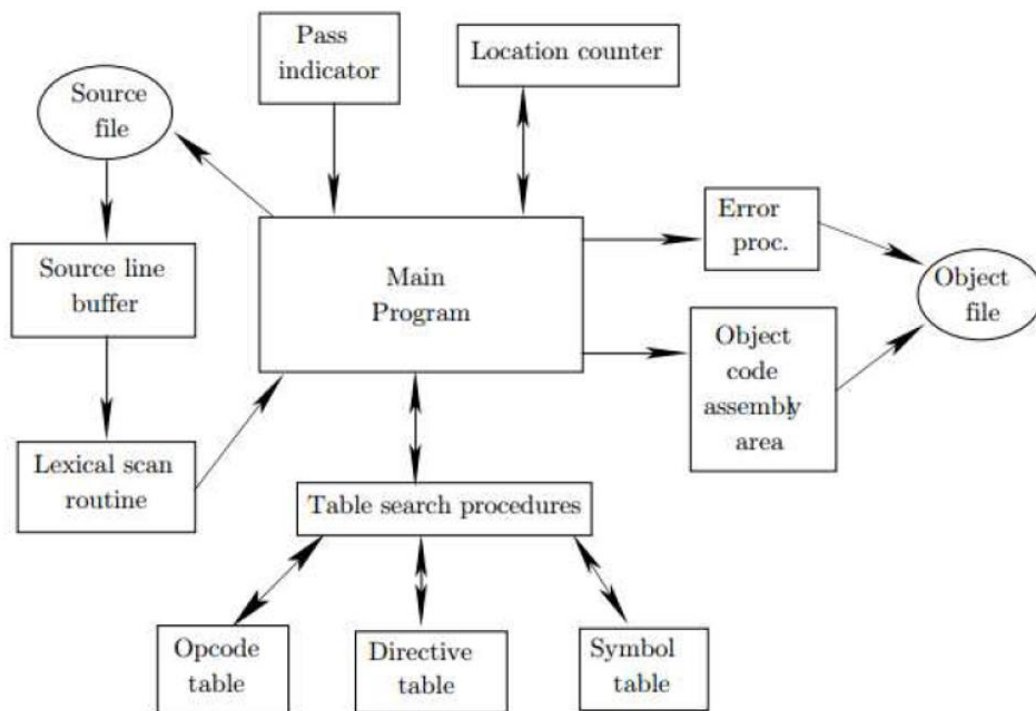 Pass
indicator
Location counter
Source
file
Error
proc.
Source line
buffer
Main
Program
Object
file
Object
code
assembly
area
Lexical scan
routine
Table search procedures
Opcode
table
Directive
table
Symbol
table